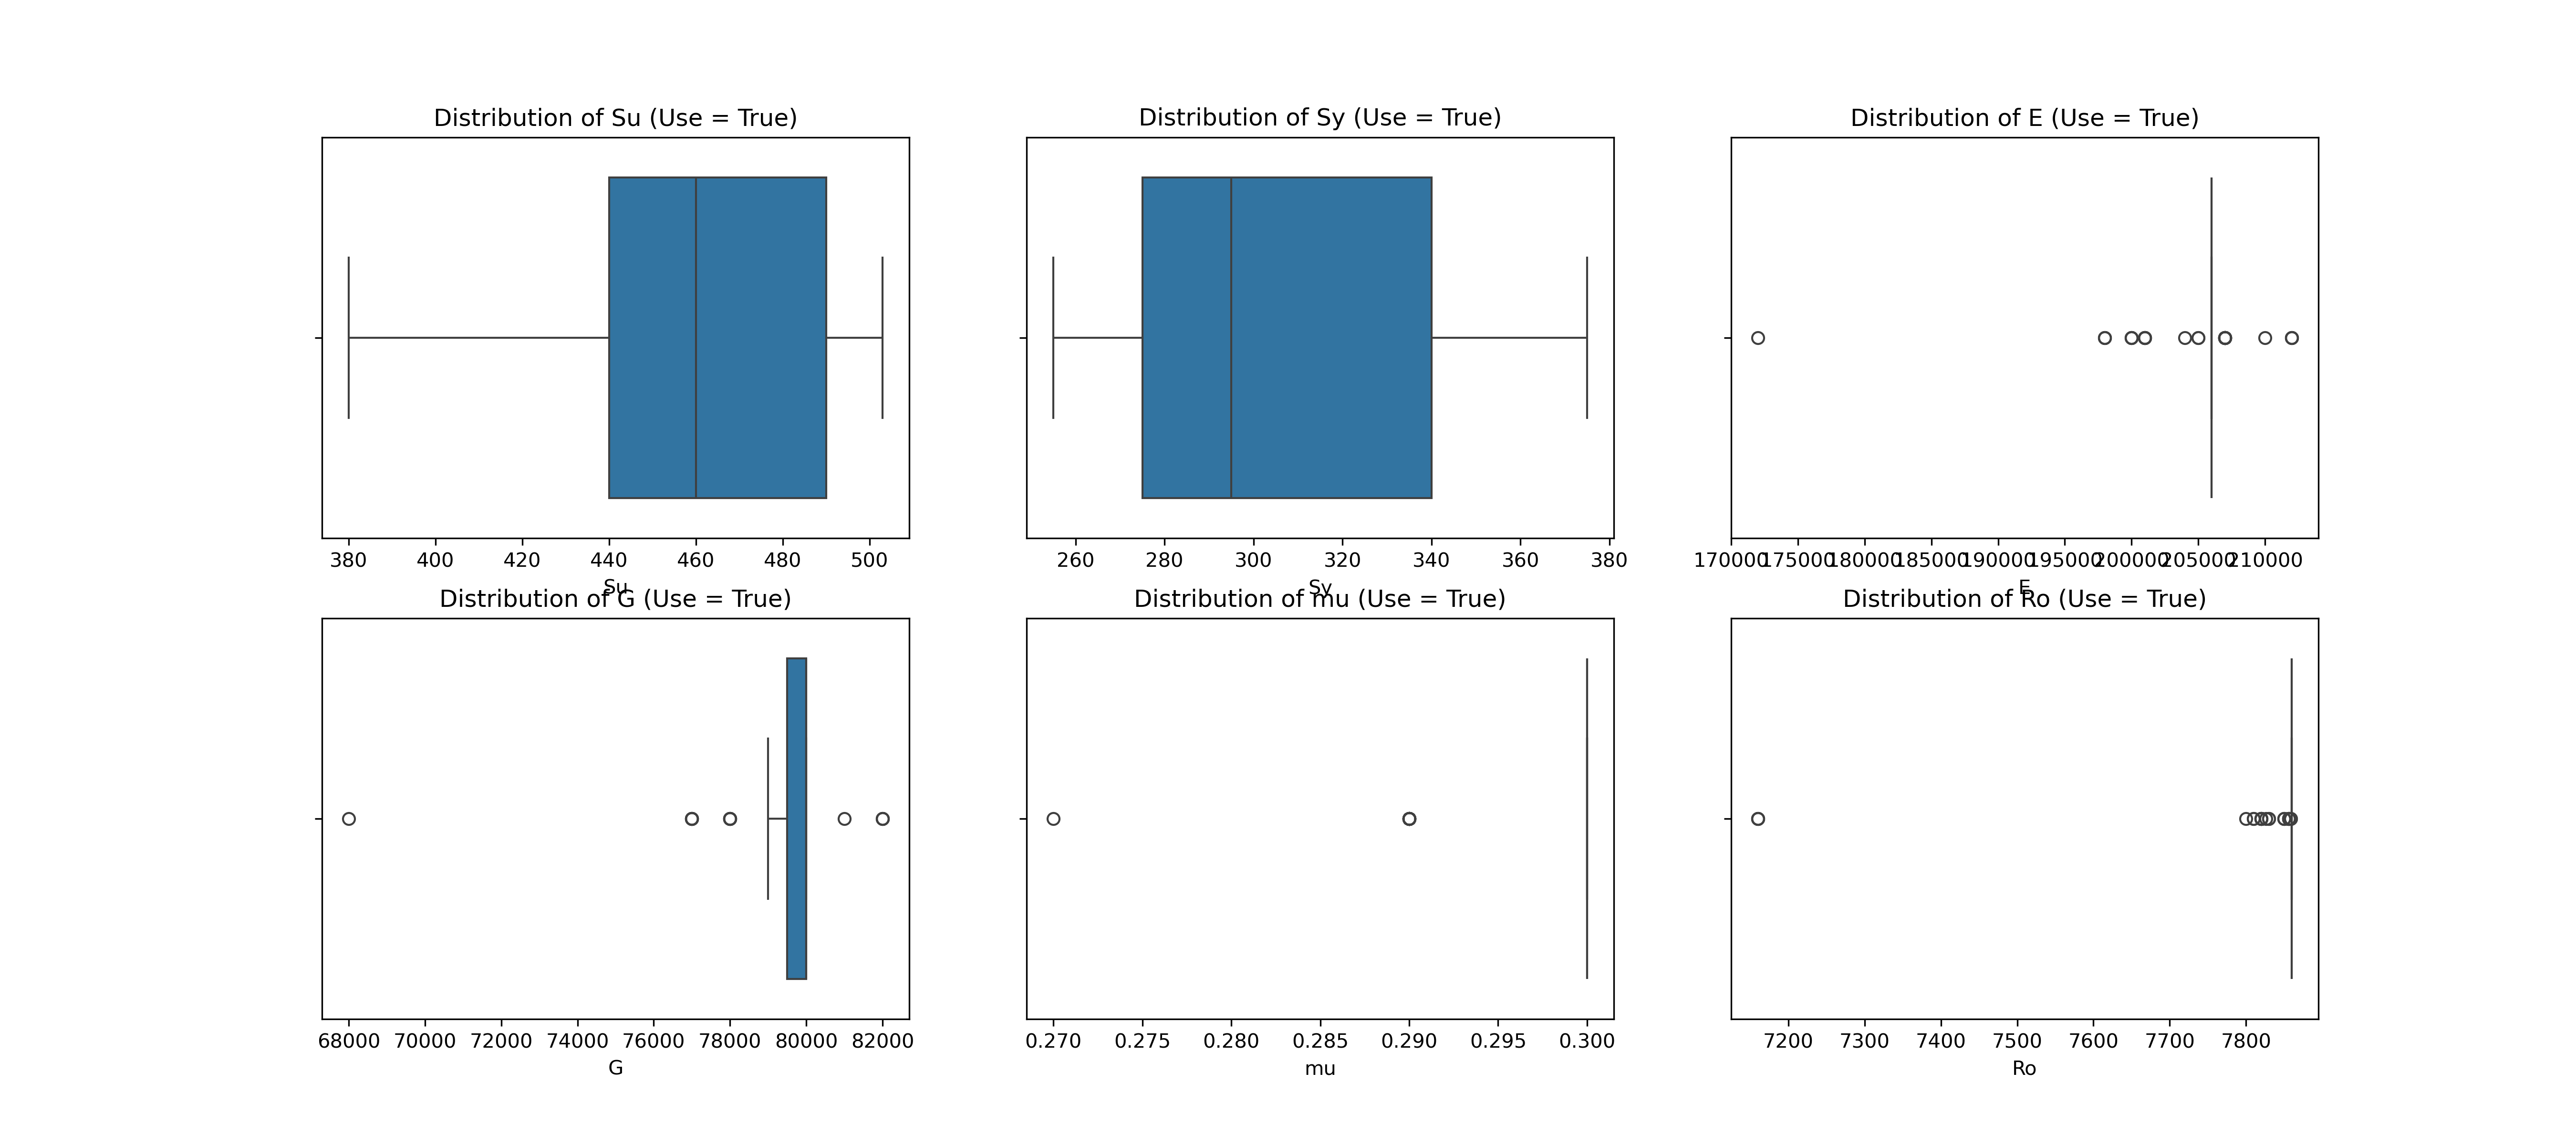 Distribution of Su (Use = True)
380 400 420 440 460 480 500
Su
Distribution of Sy (Use = True)
260 280 300 320 340 360 380
Sy
Distribution of E (Use = True)
170000 175000 180000 185000 190000 195000 200000 205000 210000
E
Distribution of G (Use = True)
68000 70000 72000 74000 76000 78000 80000 82000
G
Distribution of mu (Use = True)
0.270 0.275 0.280 0.285 0.290 0.295 0.300
mu
Distribution of Ro (Use = True)
7200 7300 7400 7500 7600 7700 7800
Ro